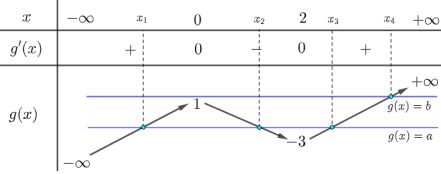 x −∞ x₁ 0 x₂ 2 x₃ x₄ +∞
g′(x) + 0 − 0 +
+∞
1 g(x) = b
g(x)
−3 g(x) = a
−∞